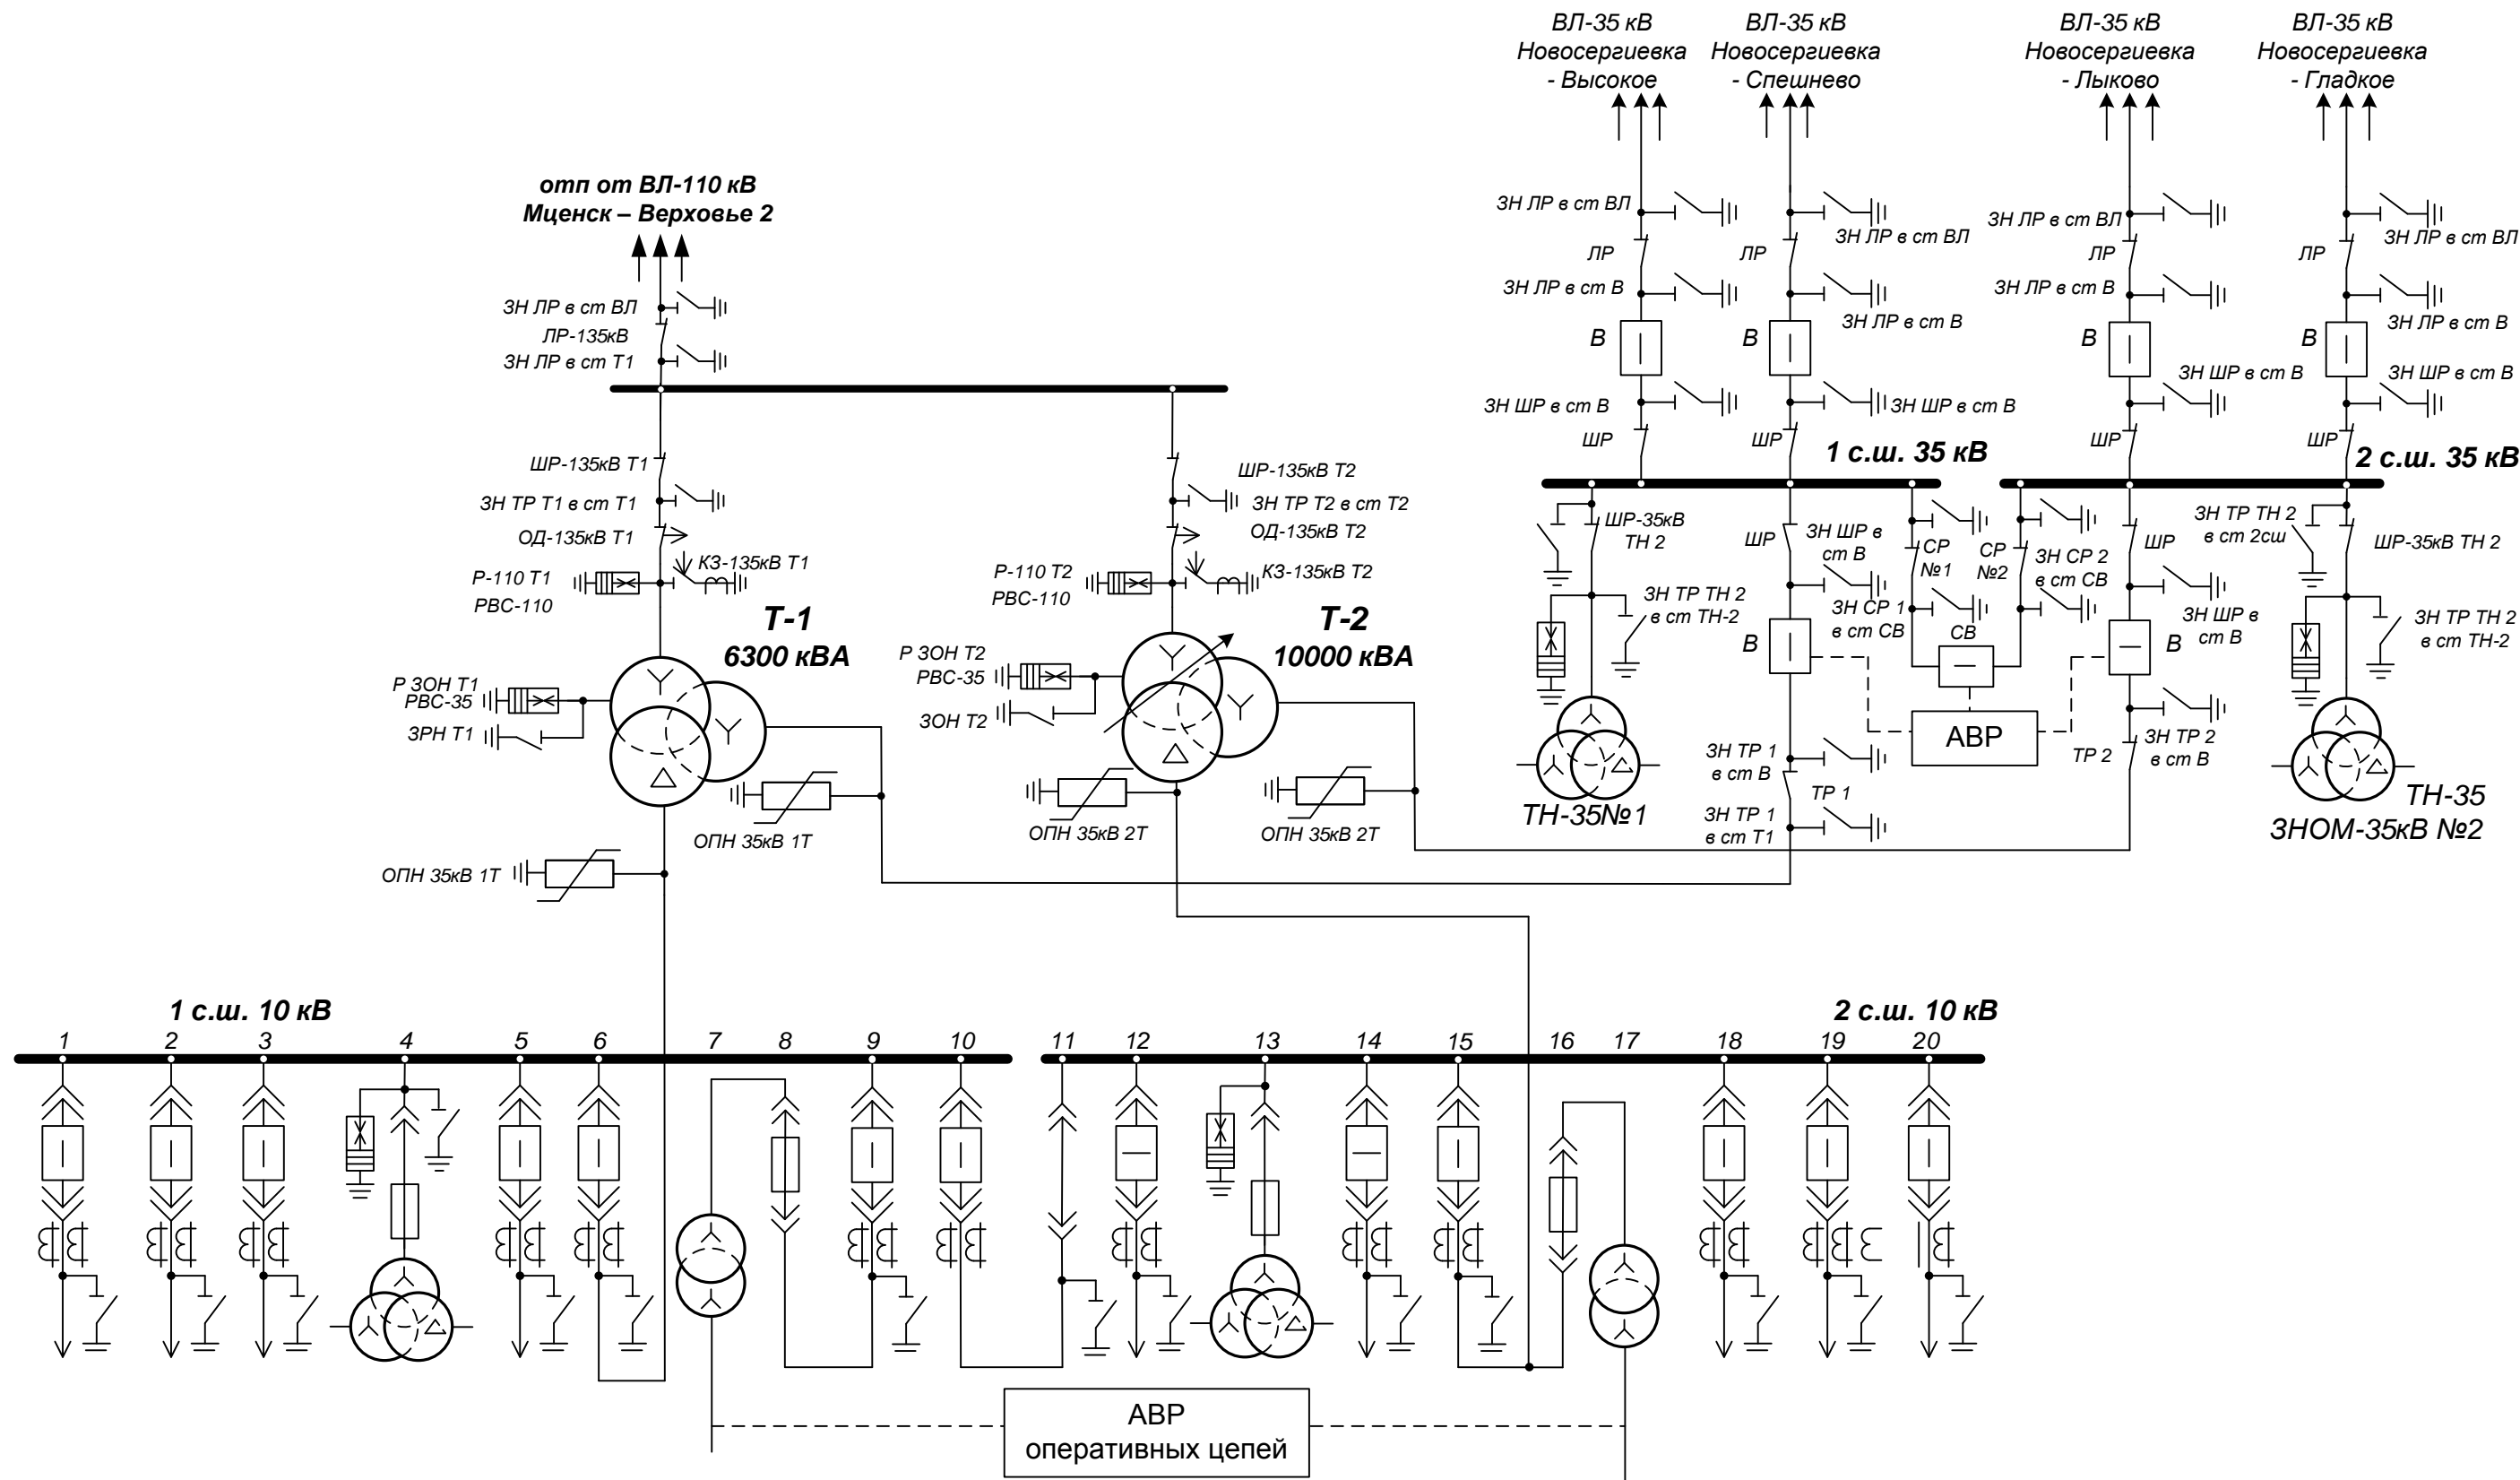 ВЛ-35 кВ
Новосергиевка
- Высокое
ВЛ-35 кВ
Новосергиевка
- Спешнево
ВЛ-35 кВ
Новосергиевка
- Лыково
ВЛ-35 кВ
Новосергиевка
- Гладкое
отп от ВЛ-110 кВ
Мценск – Верховье 2
ЗН ЛР в ст ВЛ
ЛР-135кВ
ЗН ЛР в ст Т1
ЗН ЛР в ст ВЛ
ЛР
ЗН ЛР в ст В
В
ЗН ШР в ст В
ШР
ЗН ЛР в ст ВЛ
ЛР
ЗН ЛР в ст В
В
ЗН ШР в ст В
ШР
ЗН ЛР в ст ВЛ
ЛР
ЗН ЛР в ст В
В
ЗН ШР в ст В
ШР
ЗН ЛР в ст ВЛ
ЛР
ЗН ЛР в ст В
В
ЗН ШР в ст В
ШР
1 с.ш. 35 кВ
2 с.ш. 35 кВ
ШР-135кВ Т1
ЗН ТР Т1 в ст Т1
ОД-135кВ Т1
КЗ-135кВ Т1
Р-110 Т1
РВС-110
Т-1
6300 кВА
Р ЗОН Т1
РВС-35
ЗРН Т1
ОПН 35кВ 1Т
ОПН 35кВ 1Т
ШР-135кВ Т2
ЗН ТР Т2 в ст Т2
ОД-135кВ Т2
КЗ-135кВ Т2
Р-110 Т2
РВС-110
Т-2
10000 кВА
Р ЗОН Т2
РВС-35
ЗОН Т2
ОПН 35кВ 2Т
ОПН 35кВ 2Т
ШР-35кВ
ТН 2
ЗН ТР ТН 2
в ст ТН-2
ТН-35№1
ШР
ЗН ШР в
ст В
В
ЗН ТР 1
в ст В
ТР 1
ЗН ТР 1
в ст Т1
СР
№1
ЗН СР 1
в ст СВ
СР
№2
ЗН СР 2
в ст СВ
СВ
АВР
ШР
ЗН ШР в
ст В
В
ТР 2
ЗН ТР 2
в ст В
ЗН ТР ТН 2
в ст 2сш
ШР-35кВ ТН 2
ЗН ТР ТН 2
в ст ТН-2
ТН-35
ЗНОМ-35кВ №2
1 с.ш. 10 кВ
2 с.ш. 10 кВ
1 2 3 4 5 6 7 8 9 10 11 12 13 14 15 16 17 18 19 20
АВР
оперативных цепей